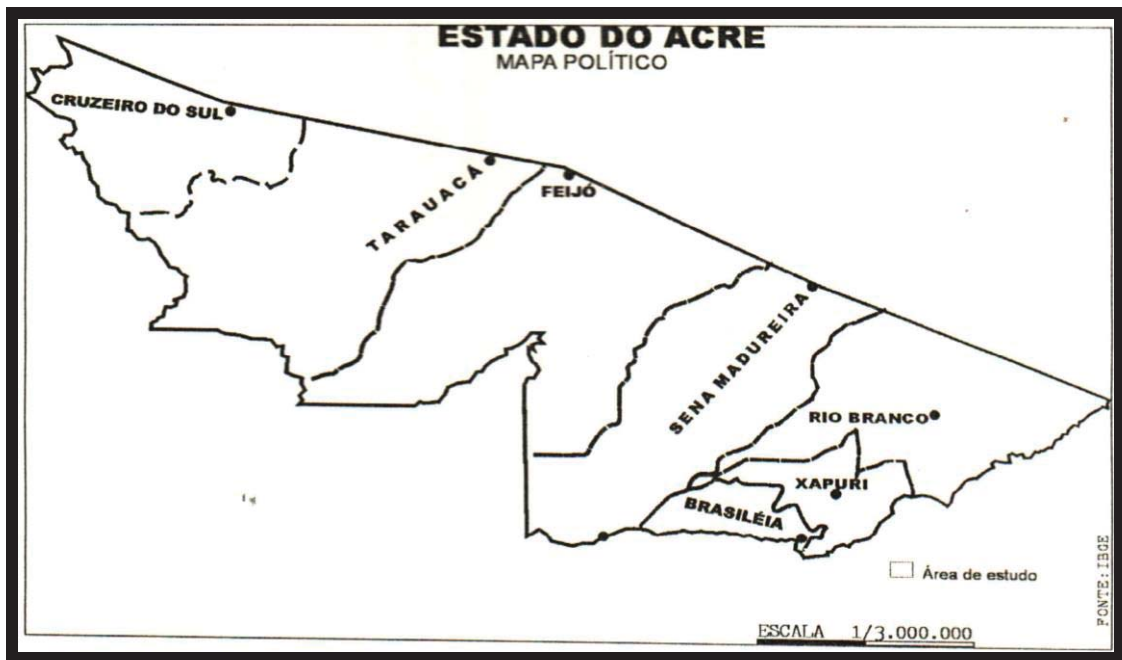 ESTADO DO ACRE
MAPA POLÍTICO
CRUZEIRO DO SUL
TARAUACÁ
FEIJÓ
SENA MADUREIRA
RIO BRANCO
XAPURI
BRASILÉIA
Área de estudo
FONTE: IBGE
ESCALA 1/3.000.000